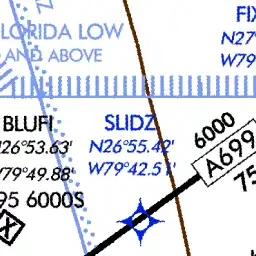 FLORIDA LOW
AND ABOVE
FIX
N27°
W79°
BLUFI
N26°53.63'
W79°49.88'
95 6000S
SLIDZ
N26°55.42'
W79°42.51'
6000
A699
75